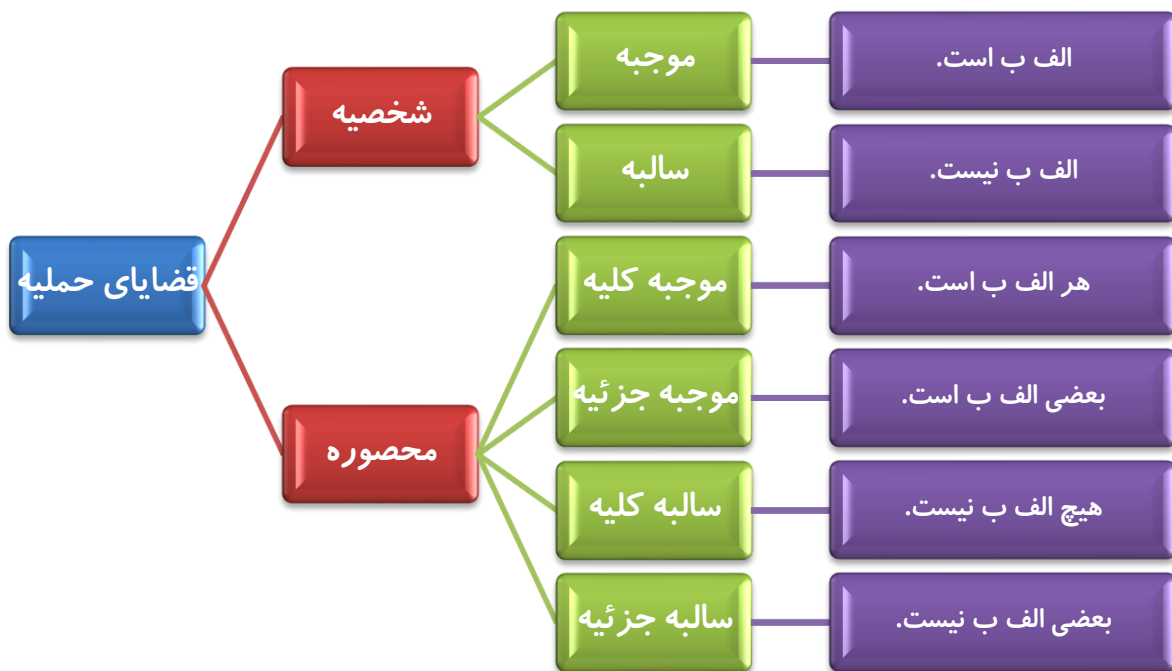 قضایای حملیه
شخصیه
موجبه
الف ب است.
سالبه
الف ب نیست.
محصوره
موجبه کلیه
هر الف ب است.
موجبه جزئیه
بعضی الف ب است.
سالبه کلیه
هیچ الف ب نیست.
سالبه جزئیه
بعضی الف ب نیست.